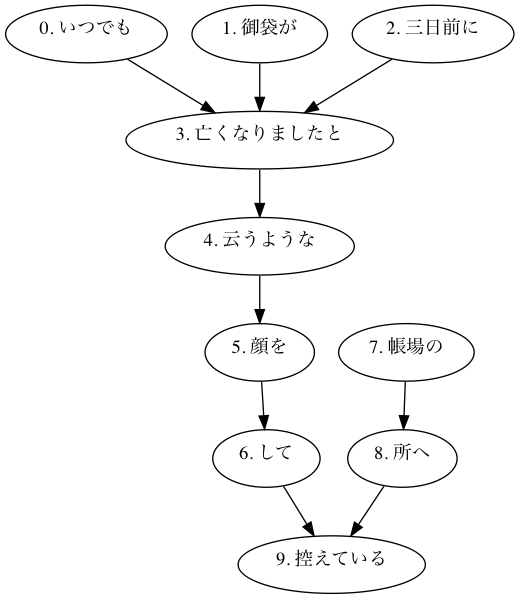 0. いつでも
1. 御袋が
2. 三日前に
3. 亡くなりましたと
4. 云うような
5. 顔を
7. 帳場の
6. して
8. 所へ
9. 控えている